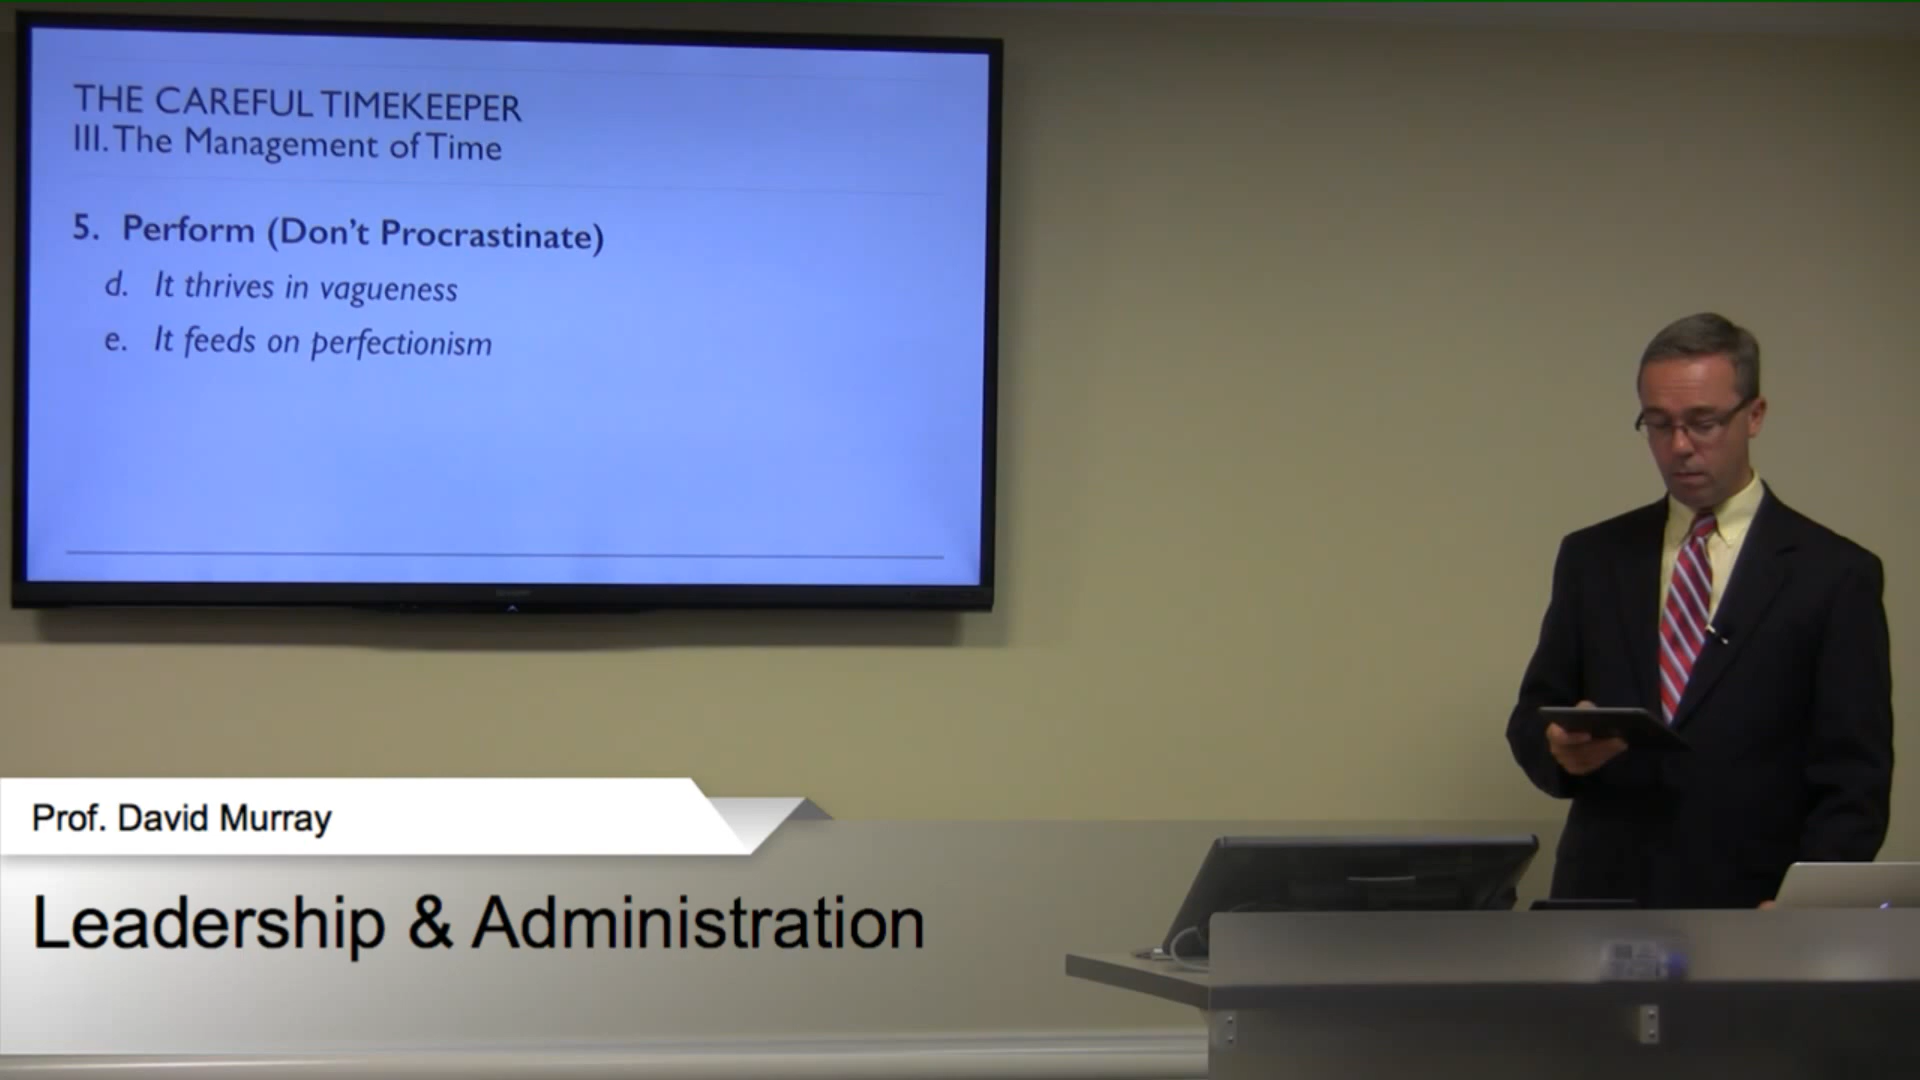 THE CAREFUL TIMEKEEPER
III. The Management of Time
5. Perform (Don't Procrastinate)
d. It thrives in vagueness
e. It feeds on perfectionism
Prof. David Murray
Leadership & Administration